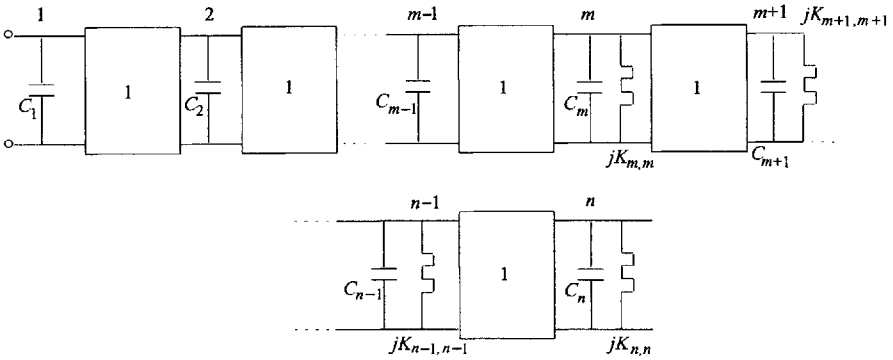 1 2 m–1 m m+1 jK_{m+1, m+1}
C_1 1 C_2 1 C_{m–1} 1 C_m 1
jK_{m,m} C_{m+1}
n–1 n
C_{n–1} 1 C_n
jK_{n–1, n–1} jK_{n,n}